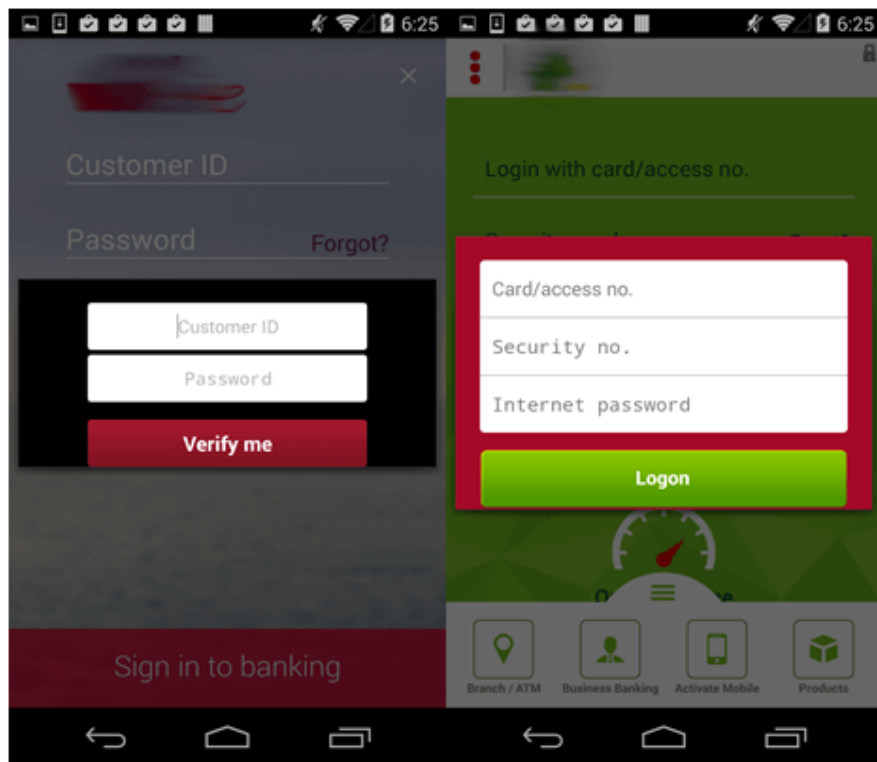 6:25
Customer ID
Password
Forgot?
Customer ID
Password
Verify me
Sign in to banking
6:25
Login with card/access no.
Card/access no.
Security no.
Internet password
Logon
Branch / ATM
Business Banking
Activate Mobile
Products